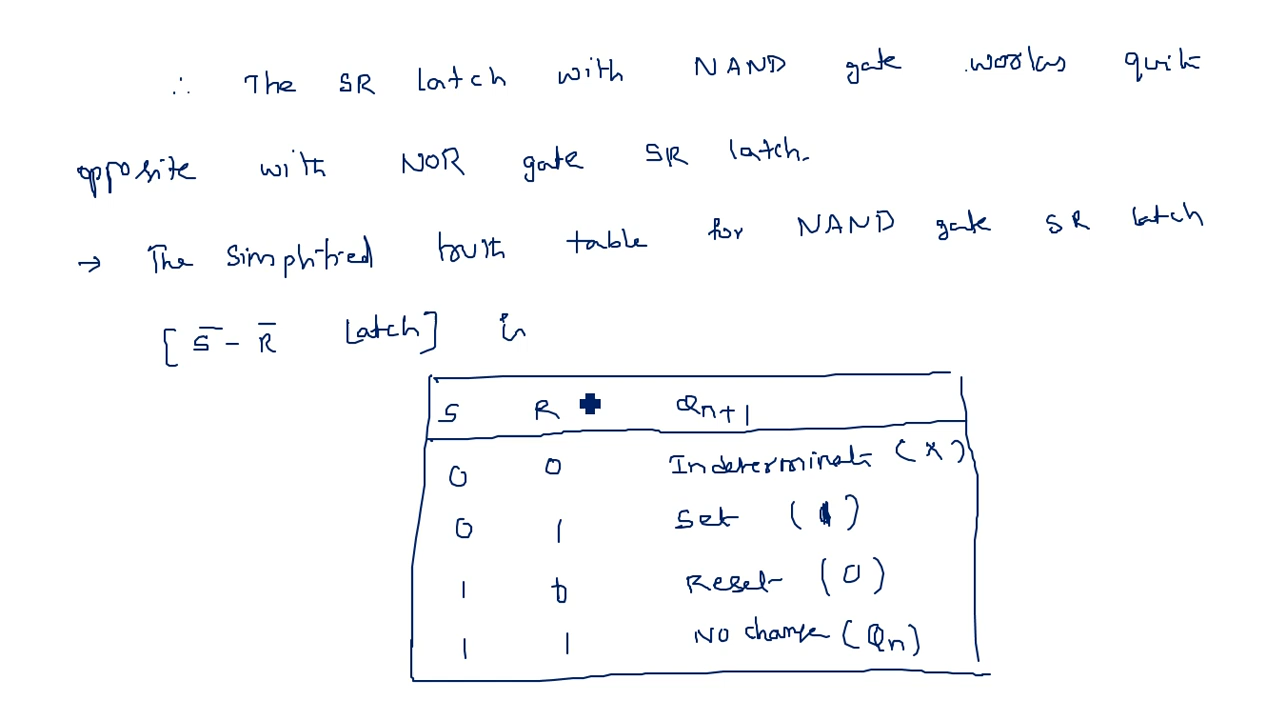 ∴ The SR latch with NAND gate works quite
opposite with NOR gate SR latch.
→ The simplified truth table for NAND gate SR latch
[ S̅ - R̅ Latch] is
S R Qn+1
0 0 Indeterminate (X)
0 1 Set (1)
1 0 Reset (0)
1 1 No change (Qn)